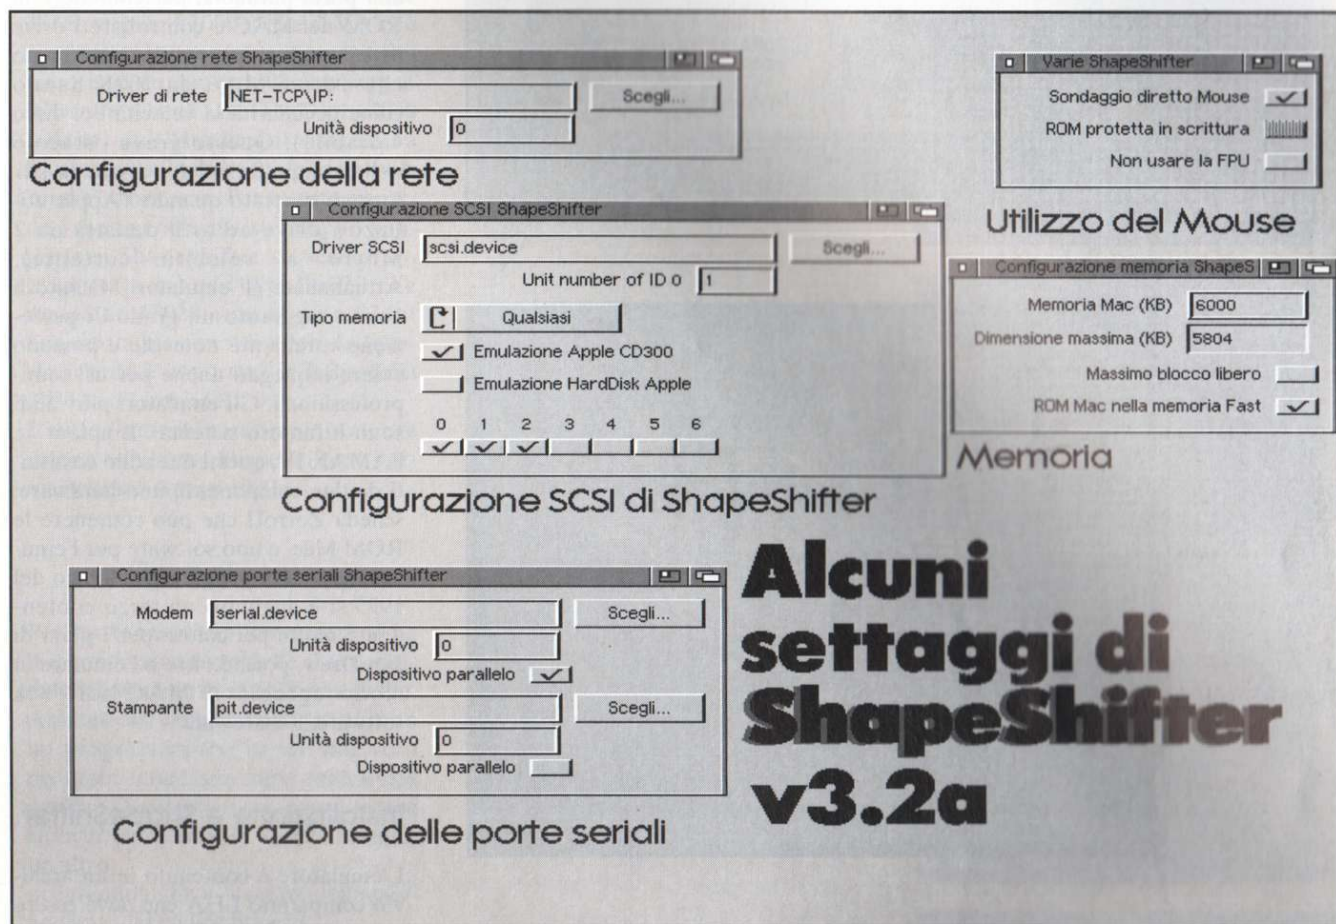 Configurazione rete ShapeShifter
Driver di rete NET-TCP\IP: Scegli...
Unità dispositivo 0
Configurazione della rete
Varie ShapeShifter
Sondaggio diretto Mouse
ROM protetta in scrittura
Non usare la FPU
Utilizzo del Mouse
Configurazione SCSI ShapeShifter
Driver SCSI scsi.device Scegli...
Unit number of ID 0 1
Tipo memoria Qualsiasi
Emulazione Apple CD300
Emulazione HardDisk Apple
0 1 2 3 4 5 6
Configurazione SCSI di ShapeShifter
Configurazione memoria ShapeS
Memoria Mac (KB) 6000
Dimensione massima (KB) 5804
Massimo blocco libero
ROM Mac nella memoria Fast
Memoria
Configurazione porte seriali ShapeShifter
Modem serial.device Scegli...
Unità dispositivo 0
Dispositivo parallelo
Stampante pit.device Scegli...
Unità dispositivo 0
Dispositivo parallelo
Configurazione delle porte seriali
Alcuni
settaggi di
ShapeShifter
v3.2a